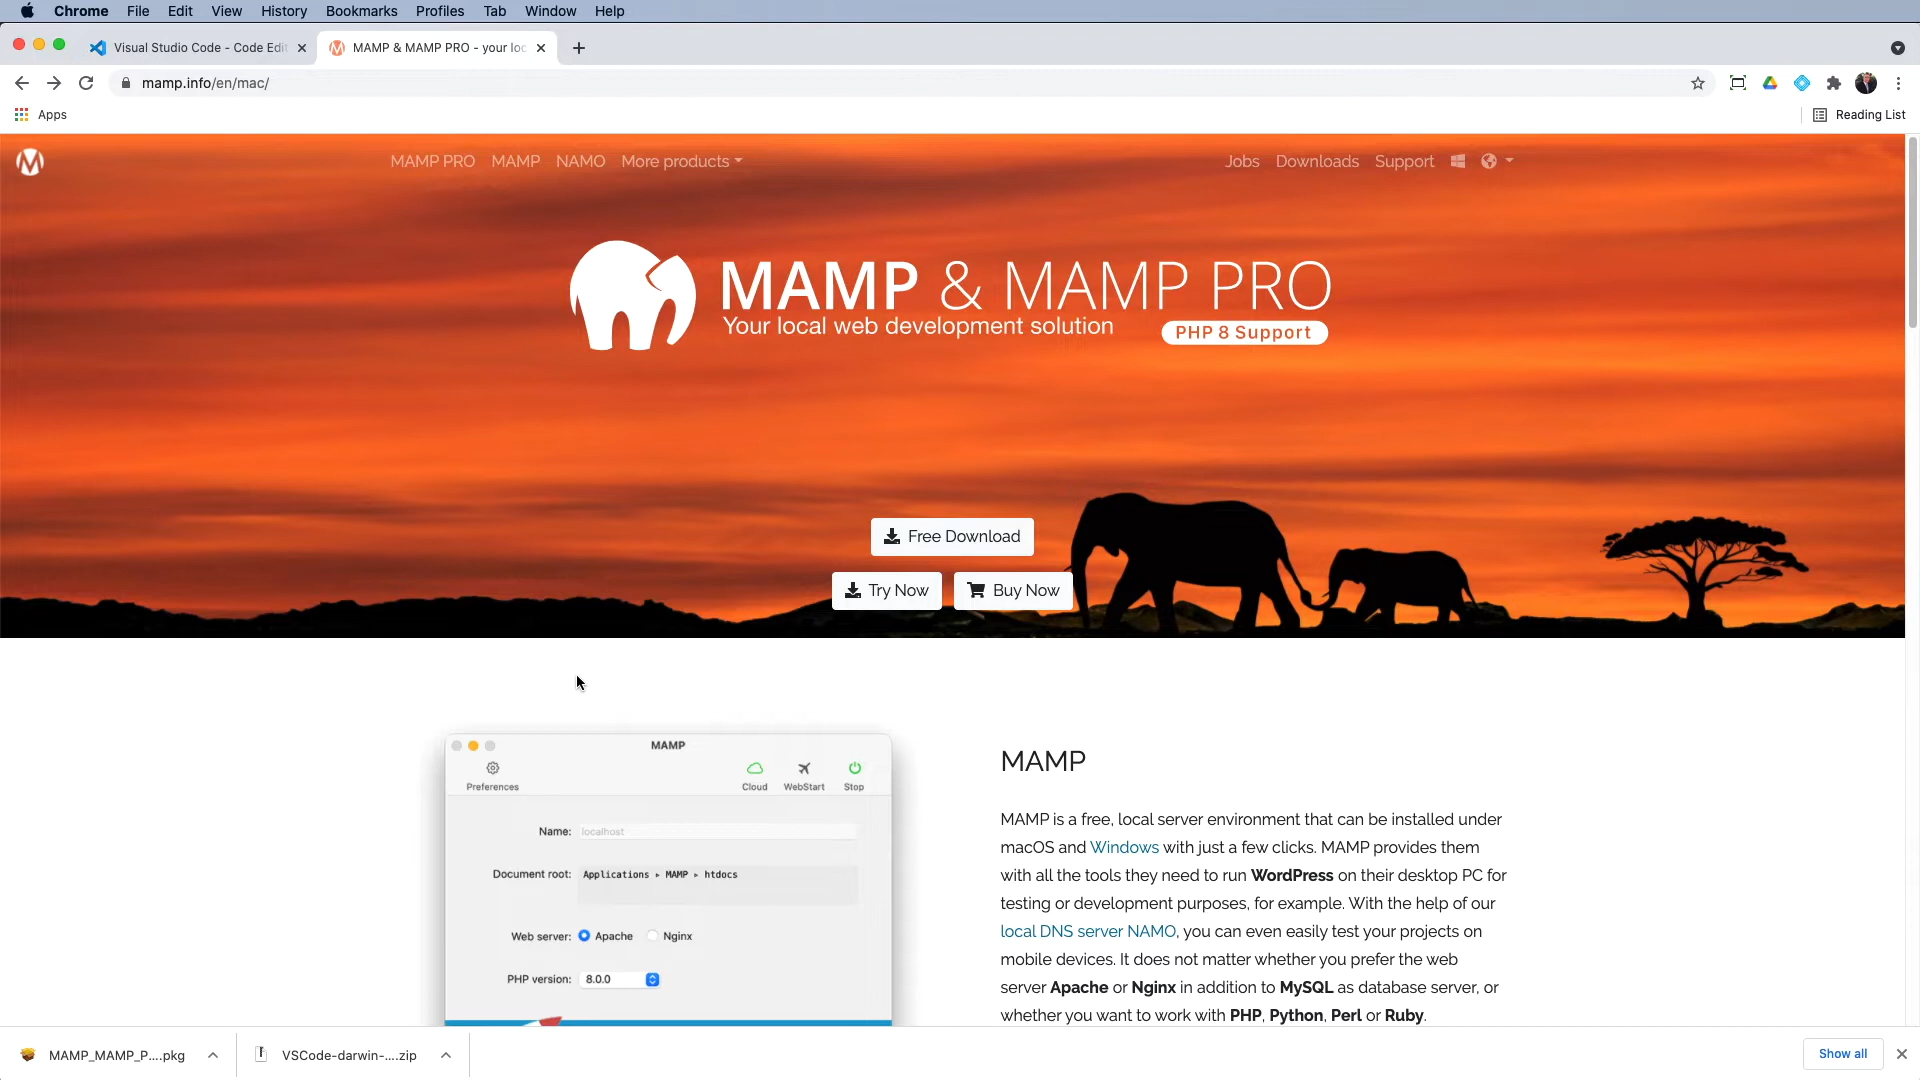 Chrome File Edit View History Bookmarks Profiles Tab Window Help
Visual Studio Code - Code Edit
MAMP & MAMP PRO - your loc
mamp.info/en/mac/
Apps
Reading List
MAMP PRO MAMP NAMO More products
Jobs Downloads Support
MAMP & MAMP PRO
Your local web development solution
PHP 8 Support
Free Download
Try Now
Buy Now
MAMP
Preferences
Cloud WebStart Stop
Name: localhost
Document root: Applications ▸ MAMP ▸ htdocs
Web server: Apache Nginx
PHP version: 8.0.0
MAMP
MAMP is a free, local server environment that can be installed under
macOS and Windows with just a few clicks. MAMP provides them
with all the tools they need to run WordPress on their desktop PC for
testing or development purposes, for example. With the help of our
local DNS server NAMO, you can even easily test your projects on
mobile devices. It does not matter whether you prefer the web
server Apache or Nginx in addition to MySQL as database server, or
whether you want to work with PHP, Python, Perl or Ruby.
MAMP_MAMP_P....pkg
VSCode-darwin-....zip
Show all